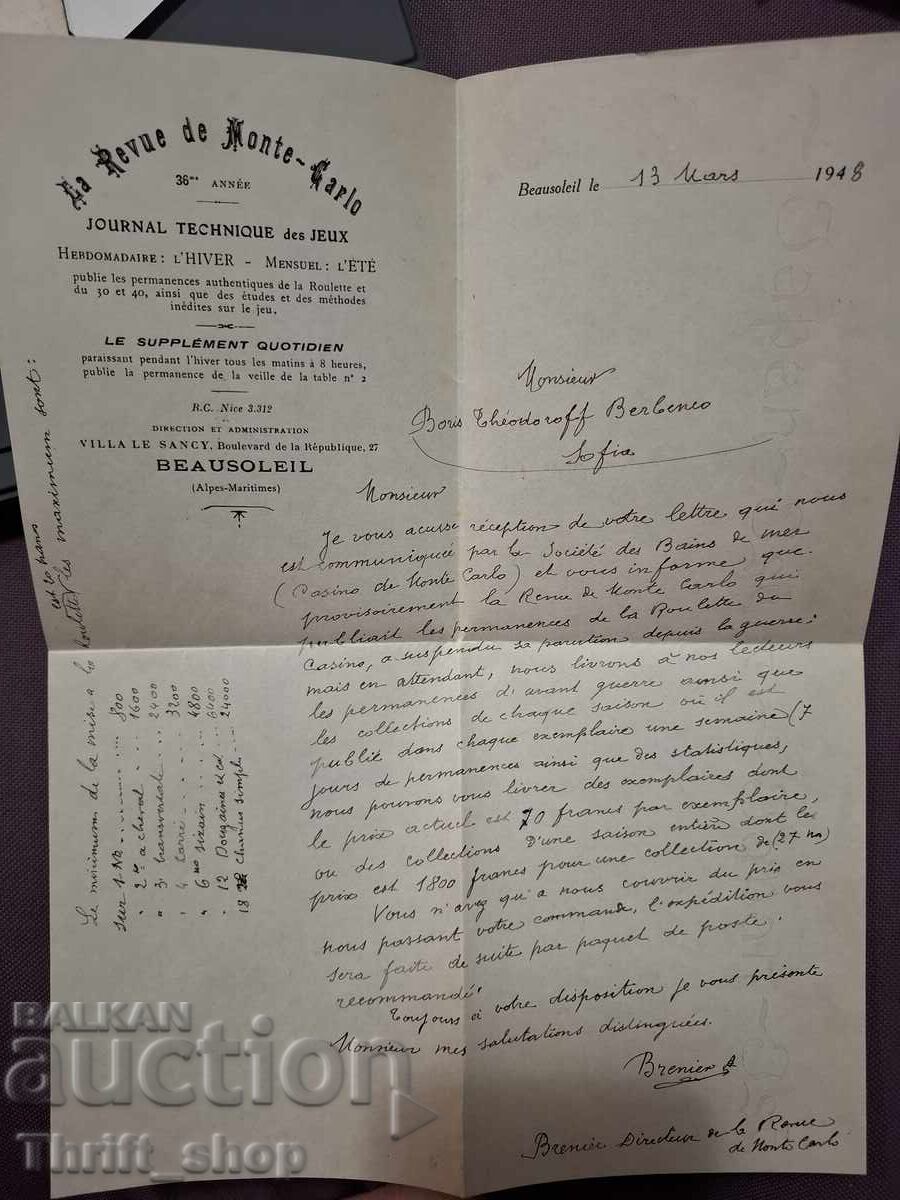 La Revue de Monte-Carlo
36me ANNÉE
JOURNAL TECHNIQUE des JEUX
HEBDOMADAIRE : L'HIVER - MENSUEL : L'ÉTÉ
publie les permanences authentiques de la Roulette et
du 30 et 40, ainsi que des études et des méthodes
inédites sur le jeu.
LE SUPPLÉMENT QUOTIDIEN
paraissant pendant l'hiver tous les matins à 8 heures,
publie la permanence de la veille de la table n° 2
R.C. Nice 3.312
DIRECTION ET ADMINISTRATION
VILLA LE SANCY, Boulevard de la République, 27
BEAUSOLEIL
(Alpes-Maritimes)
Beausoleil le 13 Mars 1948
Monsieur
Boris Théodoroff Berbenco
Sofia
Monsieur
Je vous acuse réception de votre lettre qui nous
est communiquée par la Société des Bains de mer
(Casino de Monte Carlo) et vous informe que
provisoirement la Revue de Monte Carlo qui
publiait les permanences de la Roulette du
Casino, a suspendu sa parution depuis la guerre;
mais en attendant, nous livrons à nos lecteurs
les permanences d'avant guerre ainsi que
les collections de chaque saison où il est
publié dans chaque exemplaire une semaine (7
jours de permanences ainsi que des statistiques,
nous pouvons vous livrer des exemplaires dont
le prix actuel est 70 francs par exemplaire,
ou des collections d'une saison entière dont le
prix est 1800 francs pour une collection de (27 no)
Vous n'avez qu'a nous couvrir du prix en
nous passant votre commande, l'expédition vous
sera faite de suite par paquet de poste
recommandé.
Toujours à votre disposition je vous présente
Monsieur mes salutations distinguées.
Brenier
Brenier Directeur de la Revue
de Monte Carlo
Le minimum de la mise a la roulette
est 20 frans
les maximum sont :
sur 1 No 800
" 2 no a cheval 1600
" 3 transversale 2400
" 4 Carré 3200
" 6 no sizain 4800
" 12 Douzaines et Col 6400
18 Chances simples 24000
BALKAN
auction
Thrift_shop